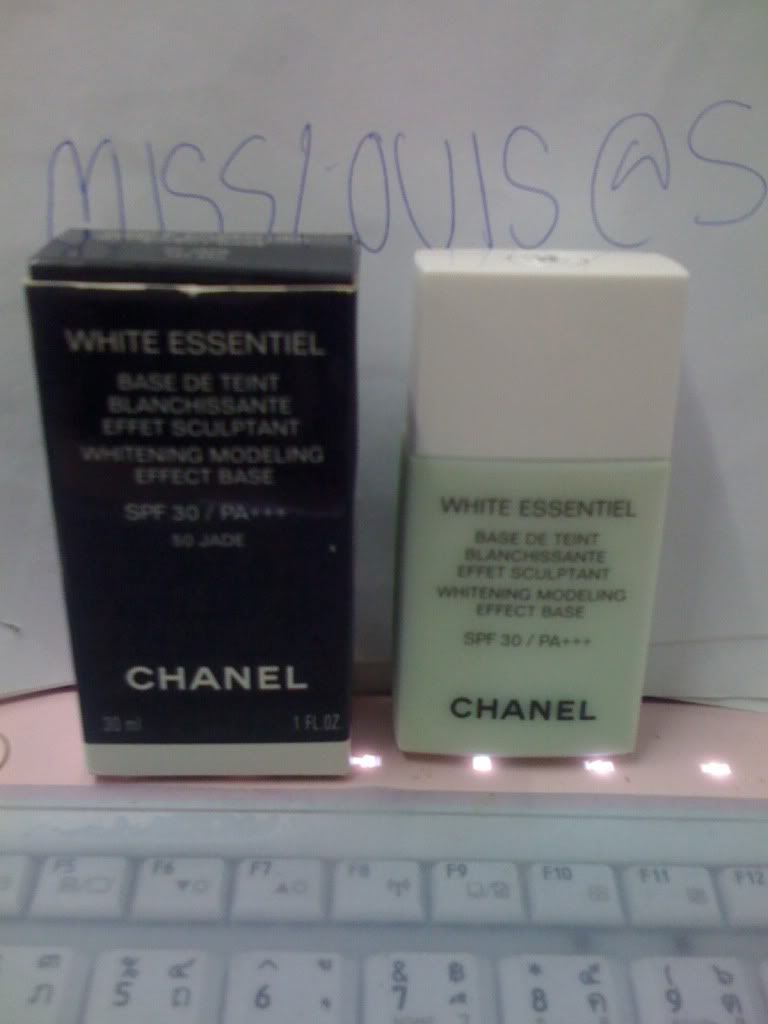 MISSLOUIS@S
WHITE ESSENTIEL
BASE DE TEINT
BLANCHISSANTE
EFFET SCULPTANT
WHITENING MODELING
EFFECT BASE
SPF 30 / PA+++
50 JADE
CHANEL
30 ml 1 FL.OZ
WHITE ESSENTIEL
BASE DE TEINT
BLANCHISSANTE
EFFET SCULPTANT
WHITENING MODELING
EFFECT BASE
SPF 30 / PA+++
CHANEL
F5 F6 F7 F8 F9 F10 F11 F12
5 6 7 8 9